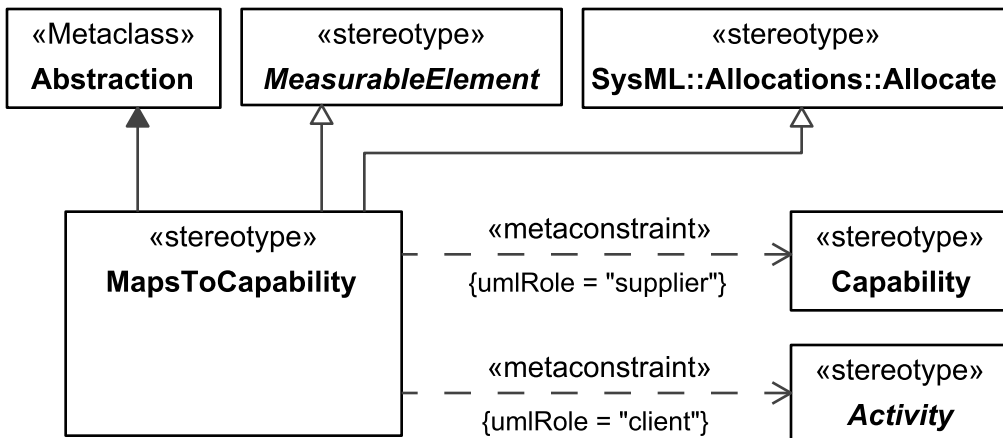 «Metaclass»
Abstraction
«stereotype»
MeasurableElement
«stereotype»
SysML::Allocations::Allocate
«stereotype»
MapsToCapability
«metaconstraint»
{umlRole = "supplier"}
«stereotype»
Capability
«metaconstraint»
{umlRole = "client"}
«stereotype»
Activity